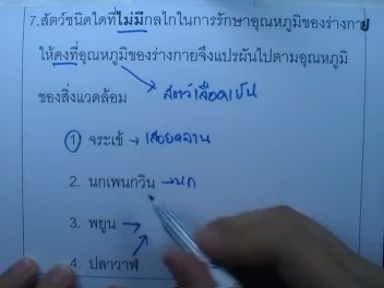 7.สัตว์ชนิดใดที่ไม่มีกลไกในการรักษาอุณหภูมิของร่างกาย
ให้คงที่อุณหภูมิของร่างกายจึงแปรผันไปตามอุณหภูมิ
ของสิ่งแวดล้อม → สัตว์เลือดเย็น
1 จระเข้ → เลื้อยคลาน
2. นกเพนกวิน → นก
3. พยูน →
4. ปลาวาฬ